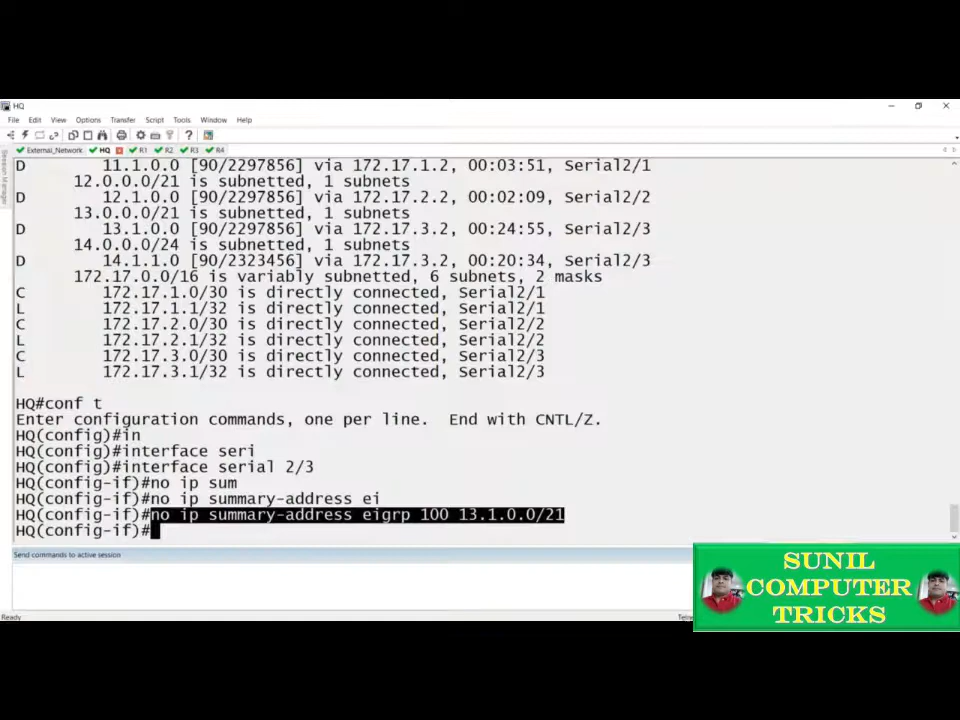 HQ
File Edit View Options Transfer Script Tools Window Help
External_Network HQ R1 R2 R3 R4
Session Manager
D 11.1.0.0 [90/2297856] via 172.17.1.2, 00:03:51, Serial2/1
12.0.0.0/21 is subnetted, 1 subnets
D 12.1.0.0 [90/2297856] via 172.17.2.2, 00:02:09, Serial2/2
13.0.0.0/21 is subnetted, 1 subnets
D 13.1.0.0 [90/2297856] via 172.17.3.2, 00:24:55, Serial2/3
14.0.0.0/24 is subnetted, 1 subnets
D 14.1.1.0 [90/2323456] via 172.17.3.2, 00:20:34, Serial2/3
172.17.0.0/16 is variably subnetted, 6 subnets, 2 masks
C 172.17.1.0/30 is directly connected, Serial2/1
L 172.17.1.1/32 is directly connected, Serial2/1
C 172.17.2.0/30 is directly connected, Serial2/2
L 172.17.2.1/32 is directly connected, Serial2/2
C 172.17.3.0/30 is directly connected, Serial2/3
L 172.17.3.1/32 is directly connected, Serial2/3
HQ#conf t
Enter configuration commands, one per line. End with CNTL/Z.
HQ(config)#in
HQ(config)#interface seri
HQ(config)#interface serial 2/3
HQ(config-if)#no ip sum
HQ(config-if)#no ip summary-address ei
HQ(config-if)#no ip summary-address eigrp 100 13.1.0.0/21
HQ(config-if)#
Send commands to active session
Ready
SUNIL
COMPUTER
TRICKS